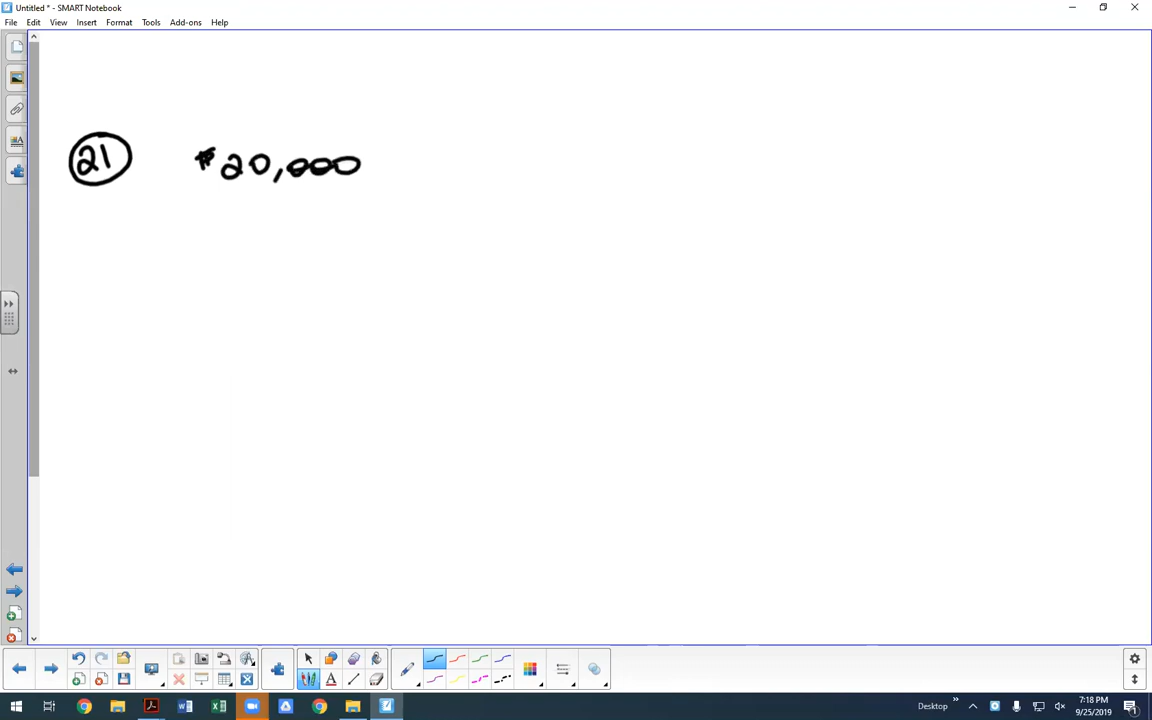 Untitled * - SMART Notebook
File Edit View Insert Format Tools Add-ons Help
21 $20,000
Desktop
7:18 PM
9/25/2019